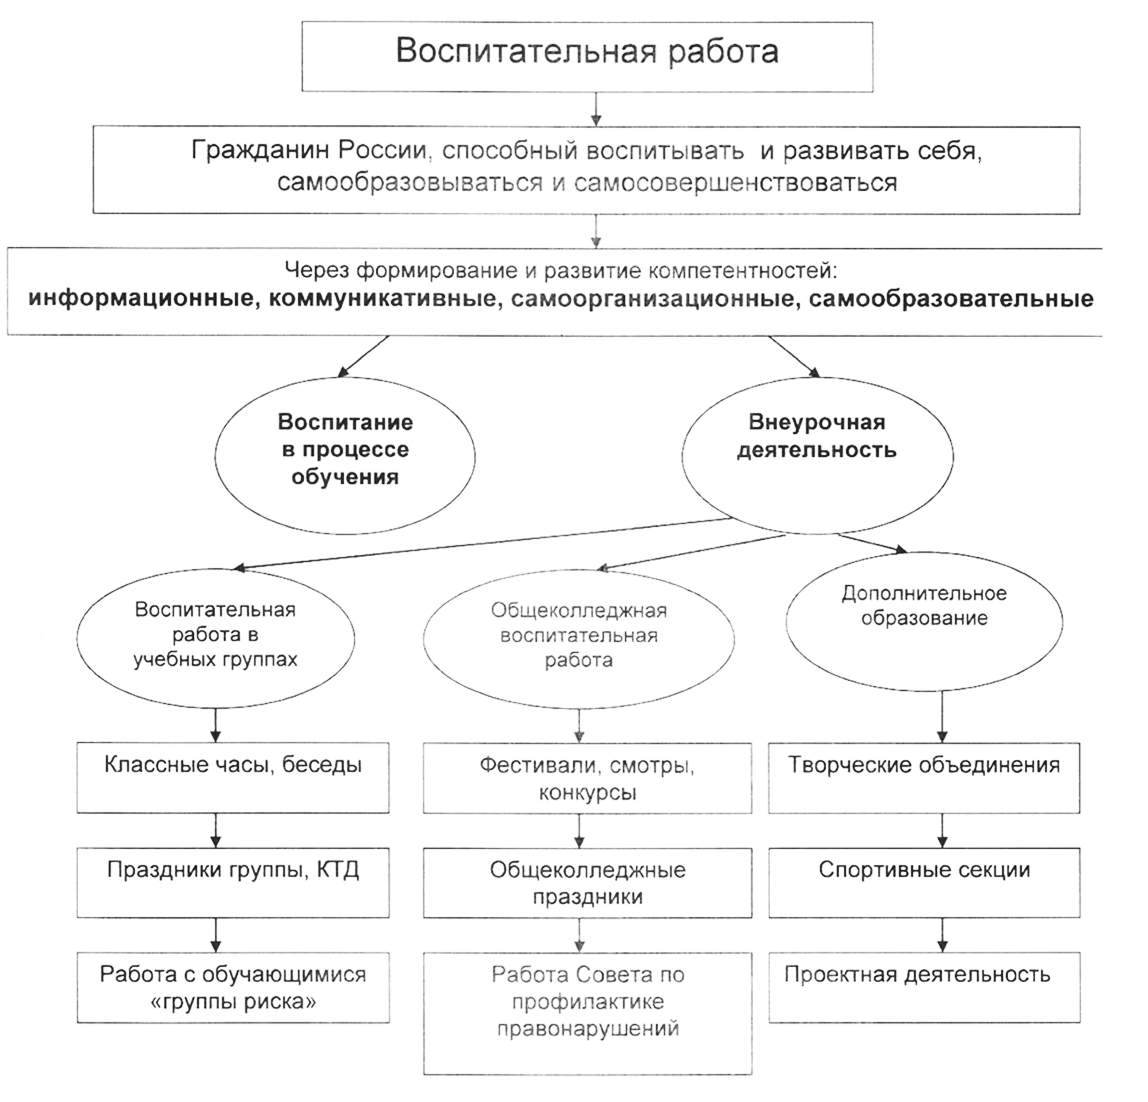 Воспитательная работа
Гражданин России, способный воспитывать и развивать себя,
самообразовываться и самосовершенствоваться
Через формирование и развитие компетентностей:
информационные, коммуникативные, самоорганизационные, самообразовательные
Воспитание
в процессе
обучения
Внеурочная
деятельность
Воспитательная
работа в
учебных группах
Общеколледжная
воспитательная
работа
Дополнительное
образование
Классные часы, беседы
Фестивали, смотры,
конкурсы
Творческие объединения
Праздники группы, КТД
Общеколледжные
праздники
Спортивные секции
Работа с обучающимися
«группы риска»
Работа Совета по
профилактике
правонарушений
Проектная деятельность